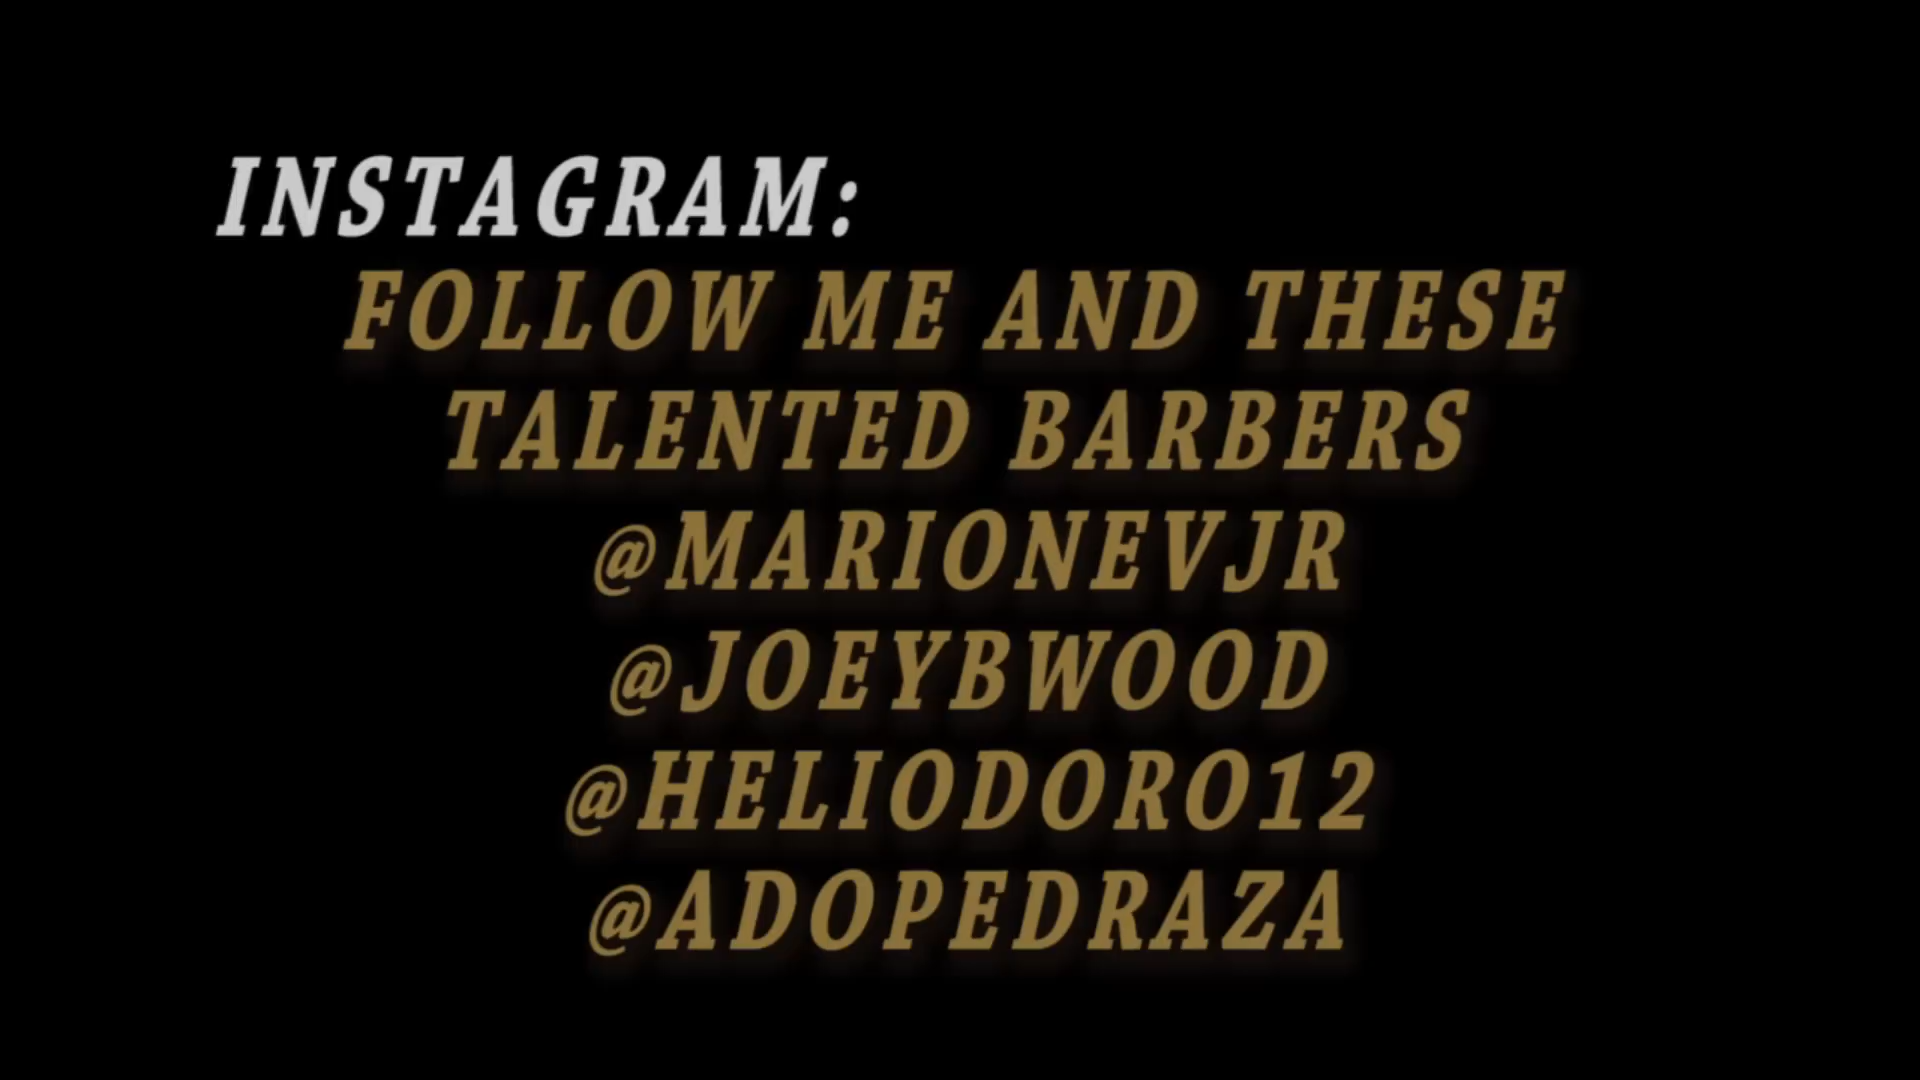 INSTAGRAM:
FOLLOW ME AND THESE
TALENTED BARBERS
@MARIONEVJR
@JOEYBWOOD
@HELIODORO12
@ADOPEDRAZA